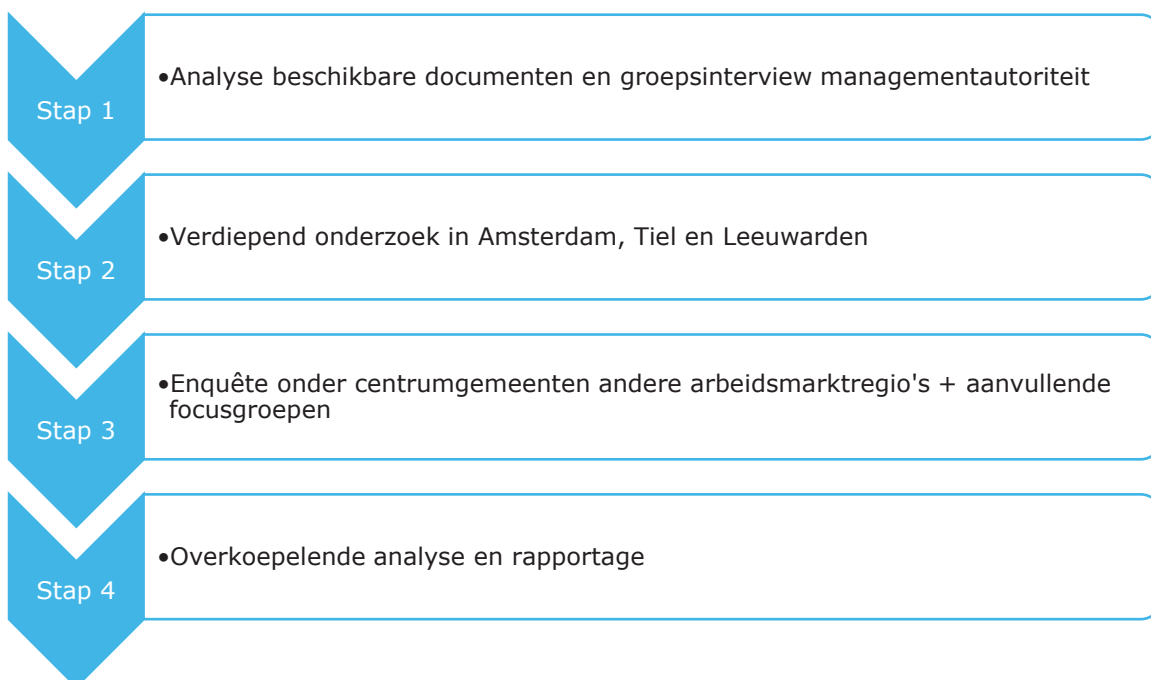 Stap 1
•Analyse beschikbare documenten en groepsinterview managementautoriteit
Stap 2
•Verdiepend onderzoek in Amsterdam, Tiel en Leeuwarden
Stap 3
•Enquête onder centrumgemeenten andere arbeidsmarktregio's + aanvullende
focusgroepen
Stap 4
•Overkoepelende analyse en rapportage